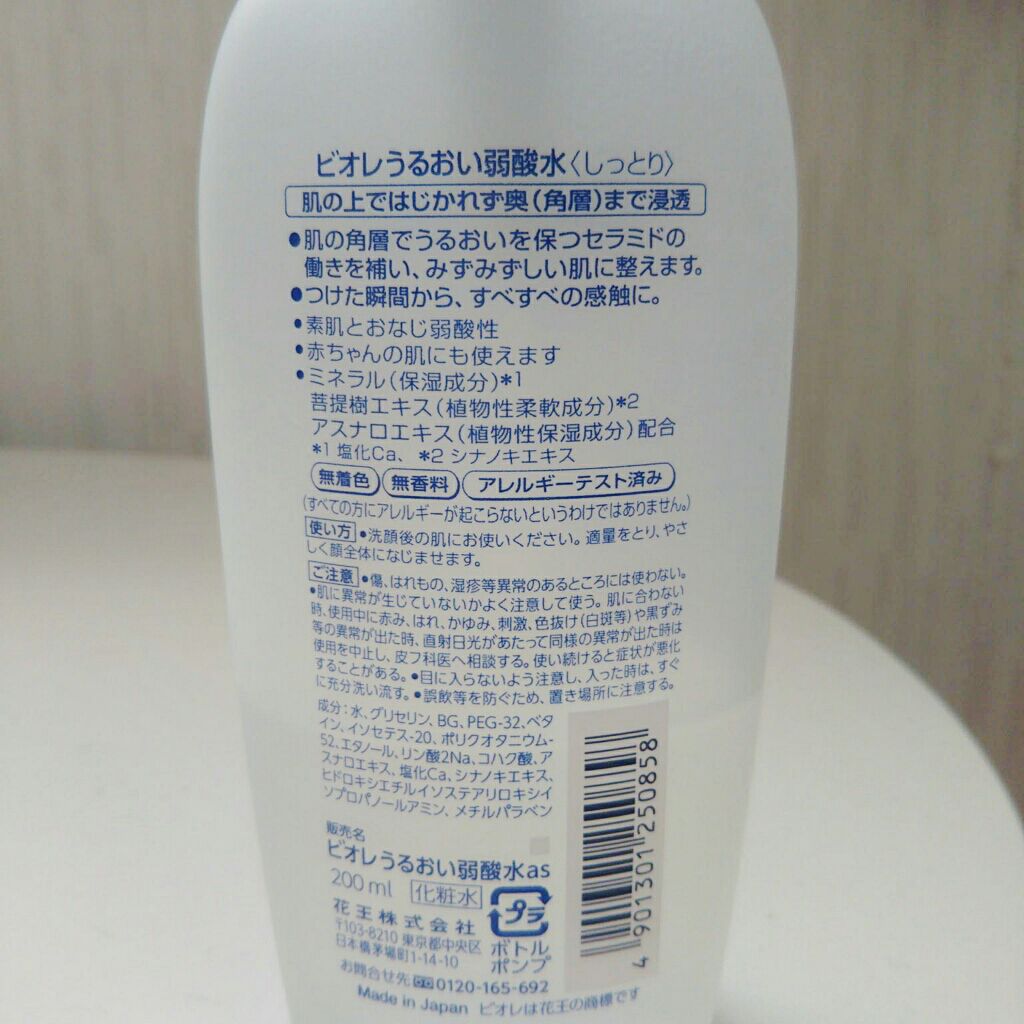 ビオレうるおい弱酸水〈しっとり〉
肌の上ではじかれず奥(角層)まで浸透
●肌の角層でうるおいを保つセラミドの
働きを補い、みずみずしい肌に整えます。
●つけた瞬間から、すべすべの感触に。
●素肌とおなじ弱酸性
●赤ちゃんの肌にも使えます
●ミネラル(保湿成分)*1
菩提樹エキス(植物性柔軟成分)*2
アスナロエキス(植物性保湿成分)配合
*1 塩化Ca、 *2 シナノキエキス
無着色 無香料 アレルギーテスト済み
(すべての方にアレルギーが起こらないというわけではありません。)
使い方 ●洗顔後の肌にお使いください。適量をとり、やさ
しく顔全体になじませます。
ご注意 ●傷、はれもの、湿疹等異常のあるところには使わない。
●肌に異常が生じていないかよく注意して使う。肌に合わない
時、使用中に赤み、はれ、かゆみ、刺激、色抜け(白斑等)や黒ずみ
等の異常が出た時、直射日光があたって同様の異常が出た時は
使用を中止し、皮フ科医へ相談する。使い続けると症状が悪化
することがある。●目に入らないよう注意し、入った時は、すぐ
に充分洗い流す。●誤飲等を防ぐため、置き場所に注意する。
成分：水、グリセリン、BG、PEG-32、ベタ
イン、イソセテス-20、ポリクオタニウム-
52、エタノール、リン酸2Na、コハク酸、ア
スナロエキス、塩化Ca、シナノキエキス、
ヒドロキシエチルイソステアリロキシイ
ソプロパノールアミン、メチルパラベン
販売名
ビオレうるおい弱酸水as
200ml 化粧水
花王株式会社
〒103-8210 東京都中央区
日本橋茅場町1-14-10
プラ
ボトル
ポンプ
お問合せ先 0120-165-692
Made in Japan ビオレは花王の商標です
4 901301 250858